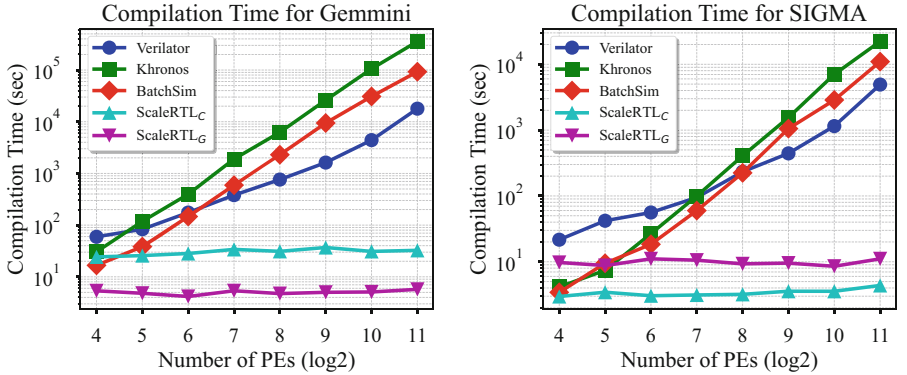 Compilation Time for Gemmini
Compilation Time (sec)
10^5
10^4
10^3
10^2
10^1
Verilator
Khronos
BatchSim
ScaleRTL_C
ScaleRTL_G
4 5 6 7 8 9 10 11
Number of PEs (log2)
Compilation Time for SIGMA
Compilation Time (sec)
10^4
10^3
10^2
10^1
Verilator
Khronos
BatchSim
ScaleRTL_C
ScaleRTL_G
4 5 6 7 8 9 10 11
Number of PEs (log2)